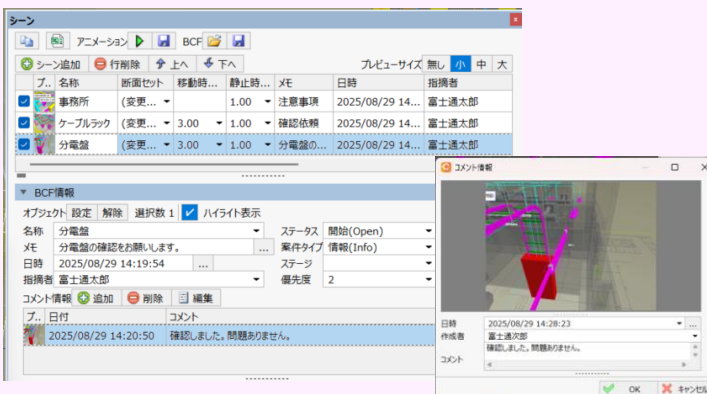 シーン
アニメーション BCF
シーン追加 行削除 上へ 下へ プレビューサイズ 無し 小 中 大
プ.. 名称 断面セット 移動時... 静止時... メモ 日時 指摘者
事務所 (変更... 1.00 注意事項 2025/08/29 14... 富士通太郎
ケーブルラック (変更... 3.00 1.00 確認依頼 2025/08/29 14... 富士通太郎
分電盤 (変更... 3.00 1.00 分電盤の... 2025/08/29 14... 富士通太郎
BCF情報
オブジェクト 設定 解除 選択数 1 ハイライト表示
名称 分電盤 ステータス 開始(Open)
メモ 分電盤の確認をお願いします。 ... 案件タイプ 情報(Info)
日時 2025/08/29 14:19:54 ... ステージ
指摘者 富士通太郎 優先度 2
コメント情報 追加 削除 編集
プ.. 日付 コメント
2025/08/29 14:20:50 確認しました。問題ありません。
コメント情報
日時 2025/08/29 14:28:23 ...
作成者 富士通次郎
コメント 確認しました。問題ありません。
OK キャンセル